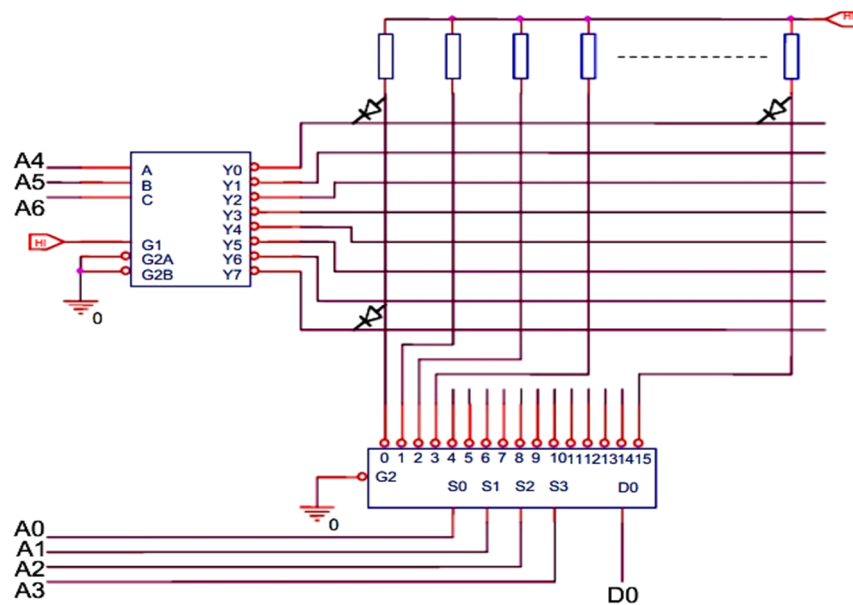 HI
A4 A Y0
A5 B Y1
A6 C Y2
Y3
Y4
HI G1 Y5
G2A Y6
G2B Y7
0
0 1 2 3 4 5 6 7 8 9 10 11 12 13 14 15
G2
S0 S1 S2 S3 D0
0
A0
A1
A2
A3
D0